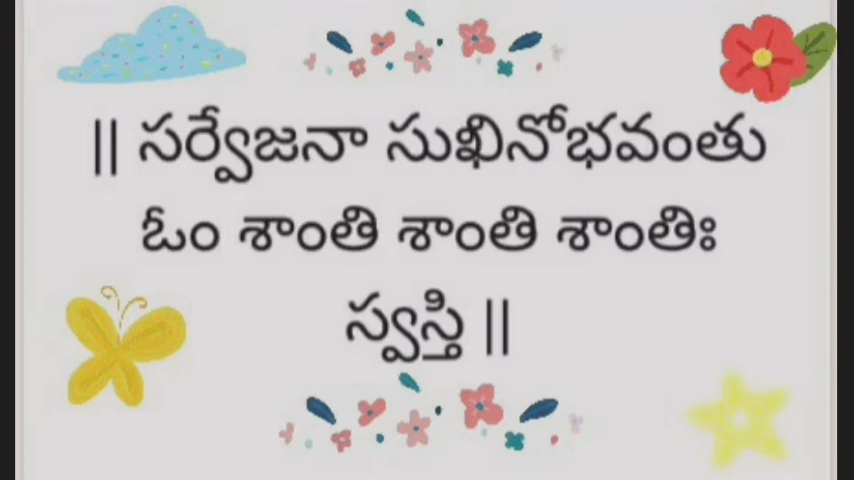 || సర్వేజనా సుఖినోభవంతు
ఓం శాంతి శాంతి శాంతిః
స్వస్తి ||